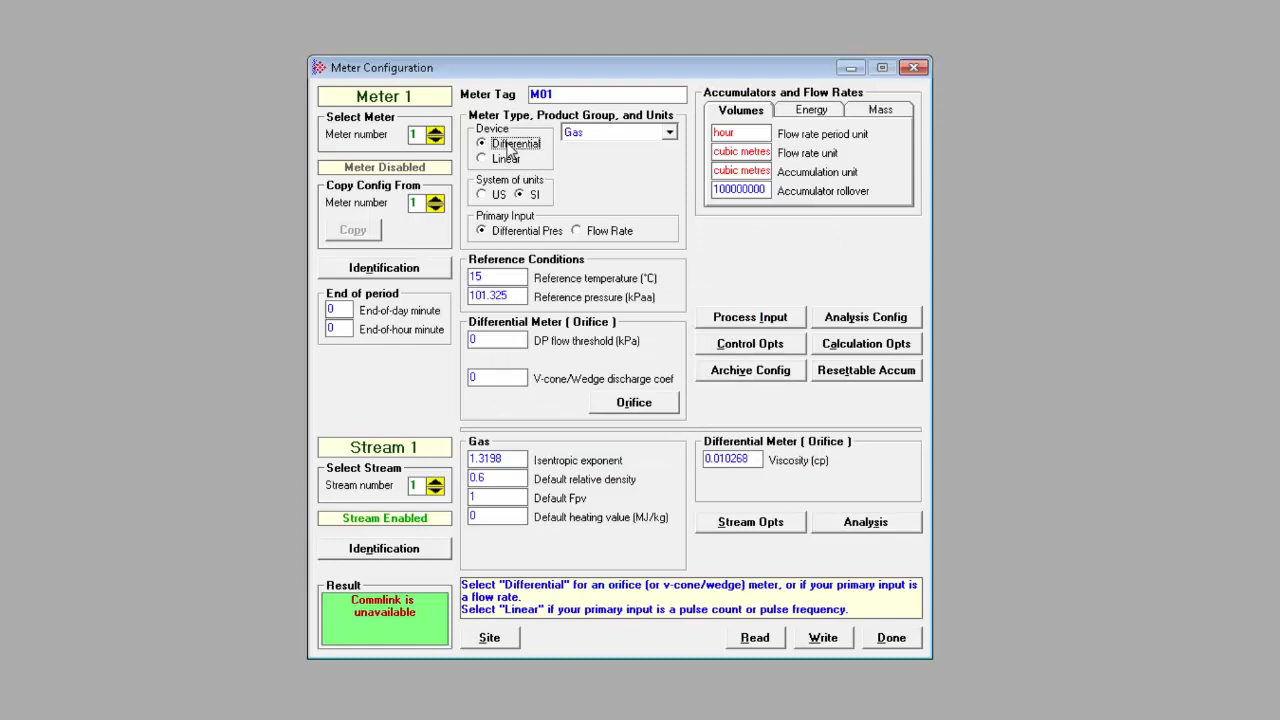 Meter Configuration
Meter 1
Select Meter
Meter number 1
Meter Disabled
Copy Config From
Meter number 1
Copy
Identification
End of period
0 End-of-day minute
0 End-of-hour minute
Meter Tag M01
Meter Type, Product Group, and Units
Device
Differential
Linear
Gas
System of units
US SI
Primary Input
Differential Pres Flow Rate
Reference Conditions
15 Reference temperature (°C)
101.325 Reference pressure (kPaa)
Differential Meter ( Orifice )
0 DP flow threshold (kPa)
0 V-cone/Wedge discharge coef
Orifice
Accumulators and Flow Rates
Volumes Energy Mass
hour Flow rate period unit
cubic metres Flow rate unit
cubic metres Accumulation unit
100000000 Accumulator rollover
Process Input Analysis Config
Control Opts Calculation Opts
Archive Config Resettable Accum
Stream 1
Select Stream
Stream number 1
Stream Enabled
Identification
Gas
1.3198 Isentropic exponent
0.6 Default relative density
1 Default Fpv
0 Default heating value (MJ/kg)
Differential Meter ( Orifice )
0.010268 Viscosity (cp)
Stream Opts Analysis
Result
Commlink is
unavailable
Select "Differential" for an orifice (or v-cone/wedge) meter, or if your primary input is
a flow rate.
Select "Linear" if your primary input is a pulse count or pulse frequency.
Site Read Write Done